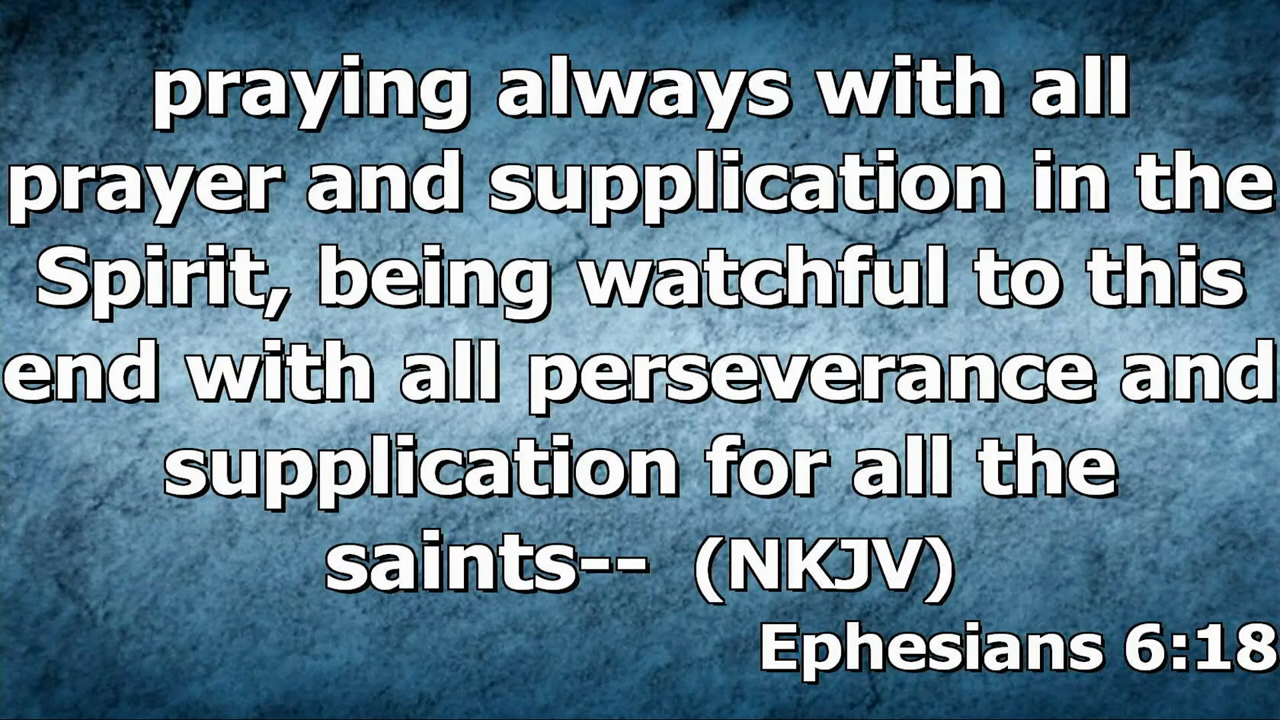 praying always with all
prayer and supplication in the
Spirit, being watchful to this
end with all perseverance and
supplication for all the
saints-- (NKJV)
Ephesians 6:18